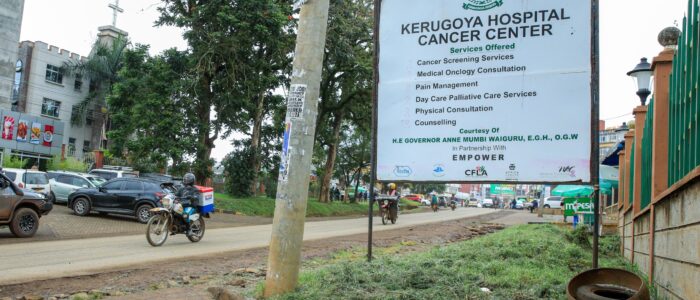 KERUGOYA HOSPITAL
CANCER CENTER
Services Offered
Cancer Screening Services
Medical Onclogy Consultation
Pain Management
Day Care Palliative Care Services
Physical Consultation
Counselling
Courtesy Of
H.E GOVERNOR ANNE MUMBI WAIGURU, E.G.H., O.G.W
In Partnership With
EMPOWER
CFLA